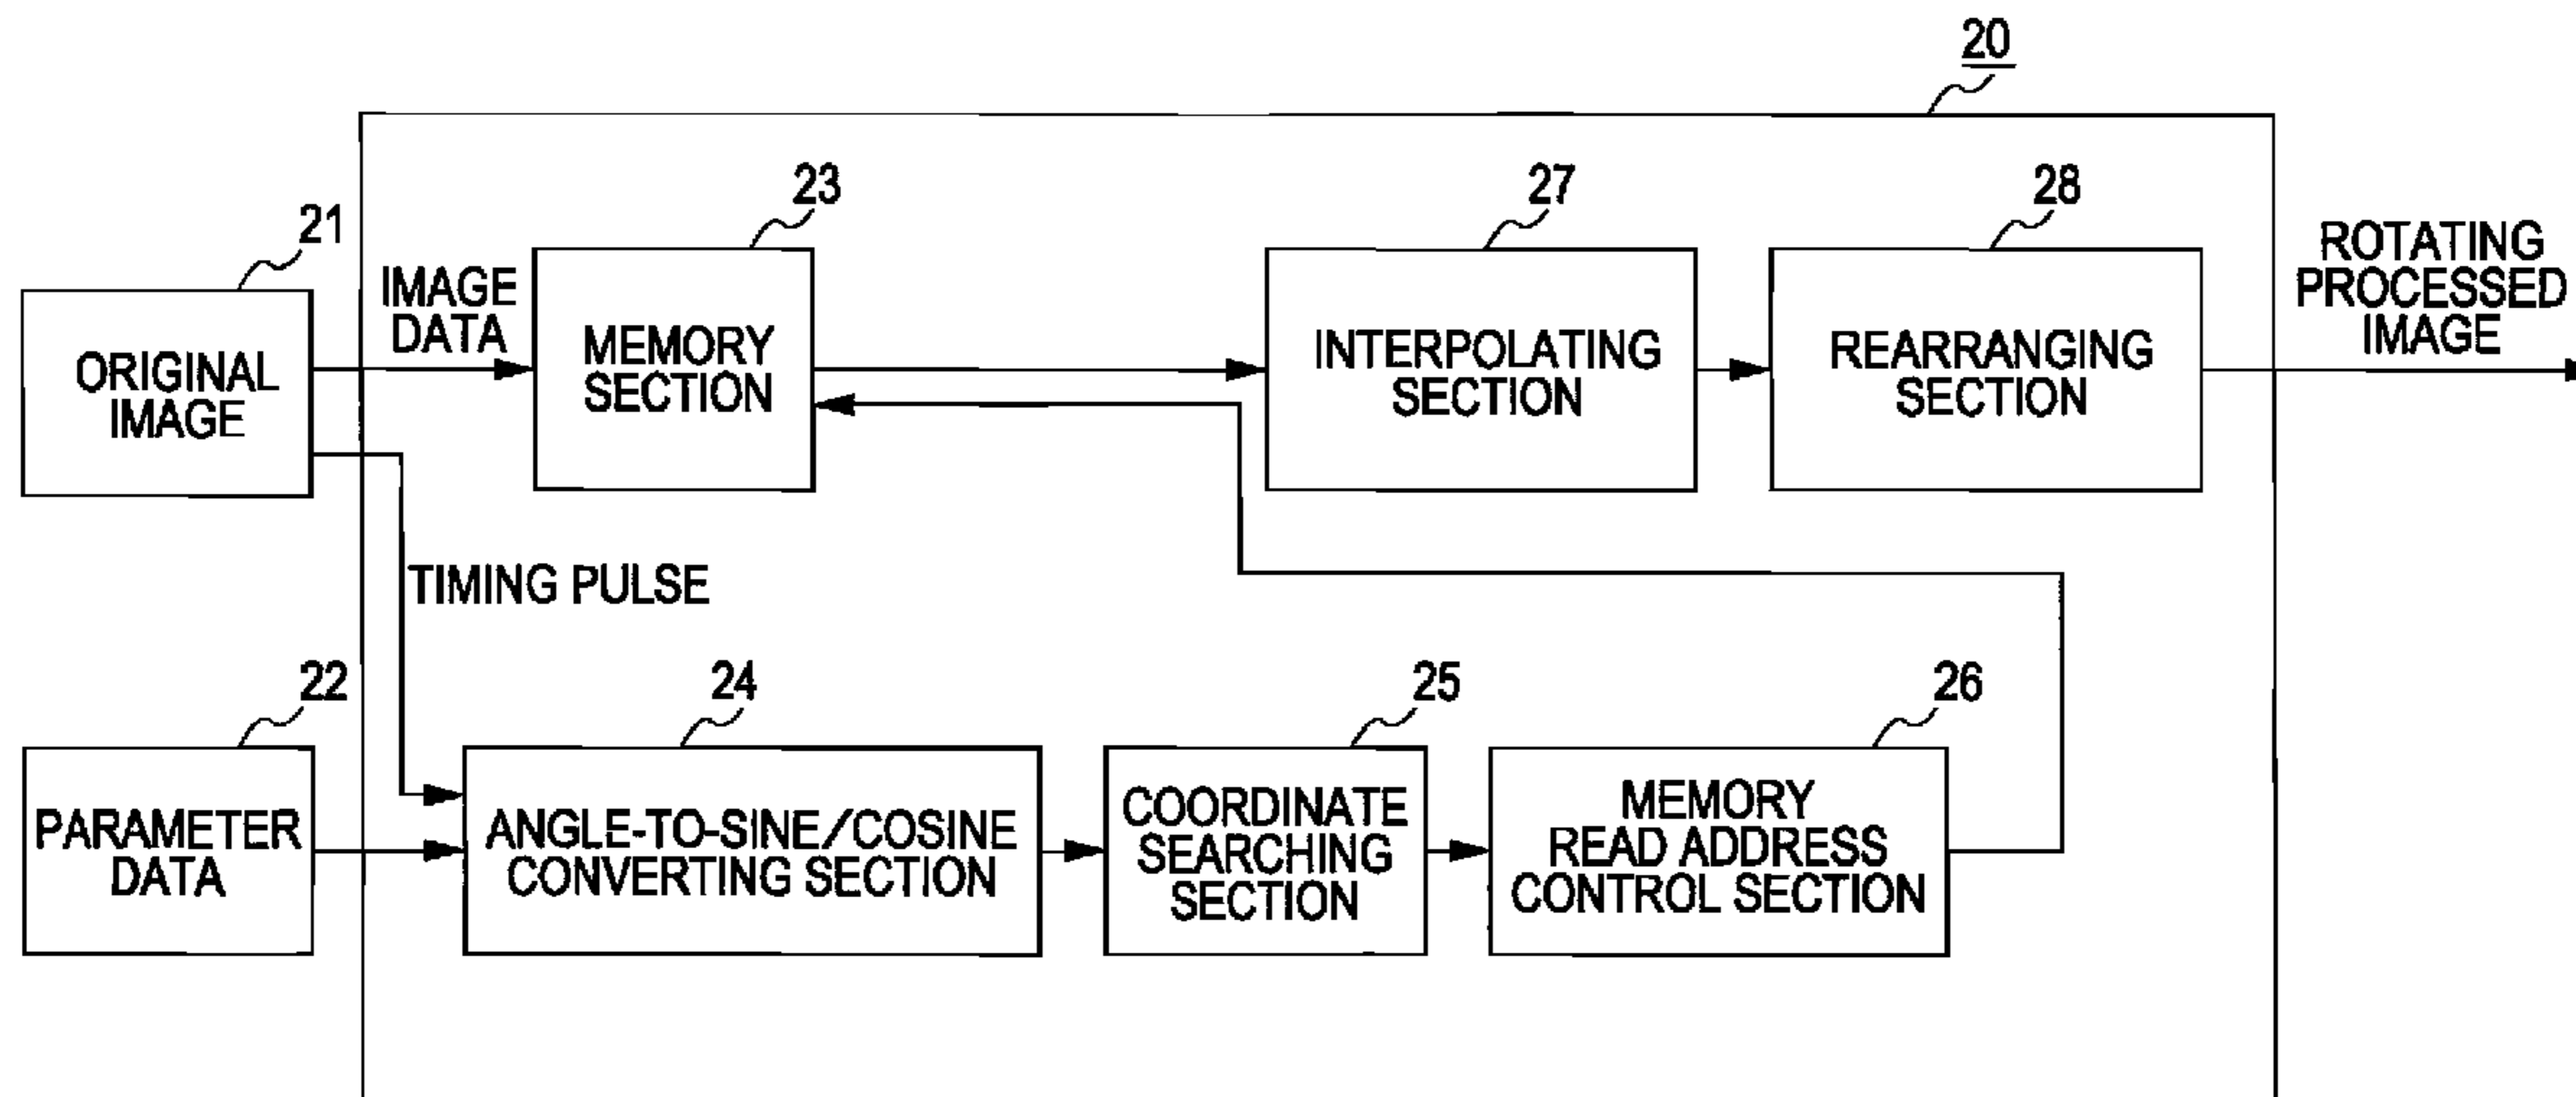 20
21
IMAGE
DATA
23
27
28
ROTATING
PROCESSED
IMAGE
ORIGINAL
IMAGE
MEMORY
SECTION
INTERPOLATING
SECTION
REARRANGING
SECTION
TIMING PULSE
22
24
25
26
PARAMETER
DATA
ANGLE-TO-SINE/COSINE
CONVERTING SECTION
COORDINATE
SEARCHING
SECTION
MEMORY
READ ADDRESS
CONTROL SECTION